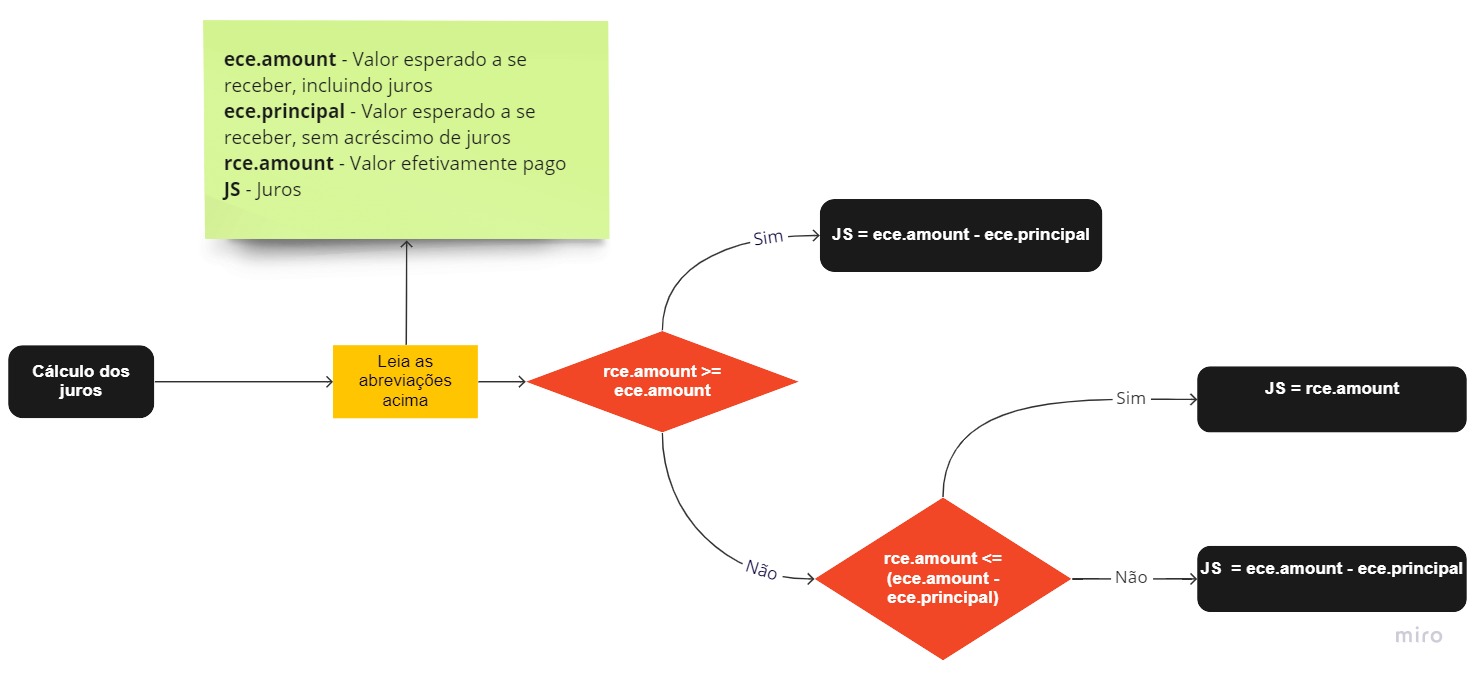 ece.amount - Valor esperado a se
receber, incluindo juros
ece.principal - Valor esperado a se
receber, sem acréscimo de juros
rce.amount - Valor efetivamente pago
JS - Juros
Cálculo dos
juros
Leia as
abreviações
acima
rce.amount >=
ece.amount
Sim
JS = ece.amount - ece.principal
Não
rce.amount <=
(ece.amount -
ece.principal)
Sim
JS = rce.amount
Não
JS  = ece.amount - ece.principal
miro